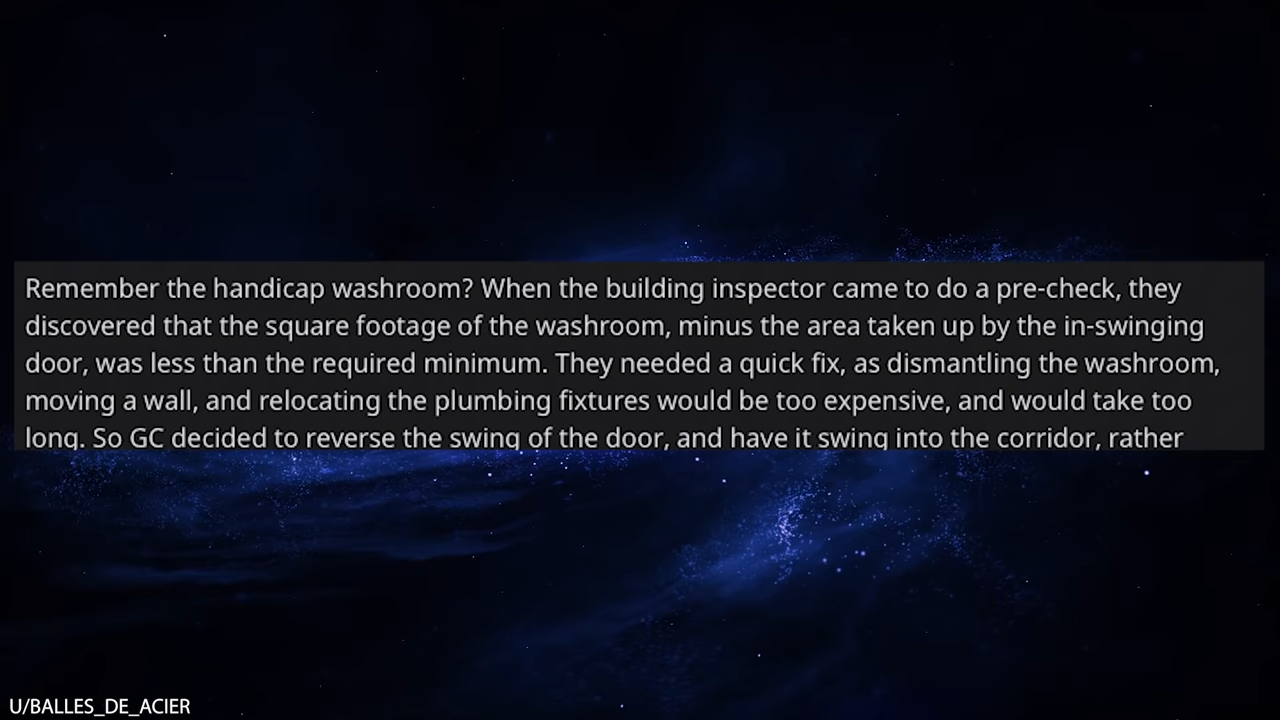 Remember the handicap washroom? When the building inspector came to do a pre-check, they
discovered that the square footage of the washroom, minus the area taken up by the in-swinging
door, was less than the required minimum. They needed a quick fix, as dismantling the washroom,
moving a wall, and relocating the plumbing fixtures would be too expensive, and would take too
long. So GC decided to reverse the swing of the door, and have it swing into the corridor, rather
U/BALLES_DE_ACIER